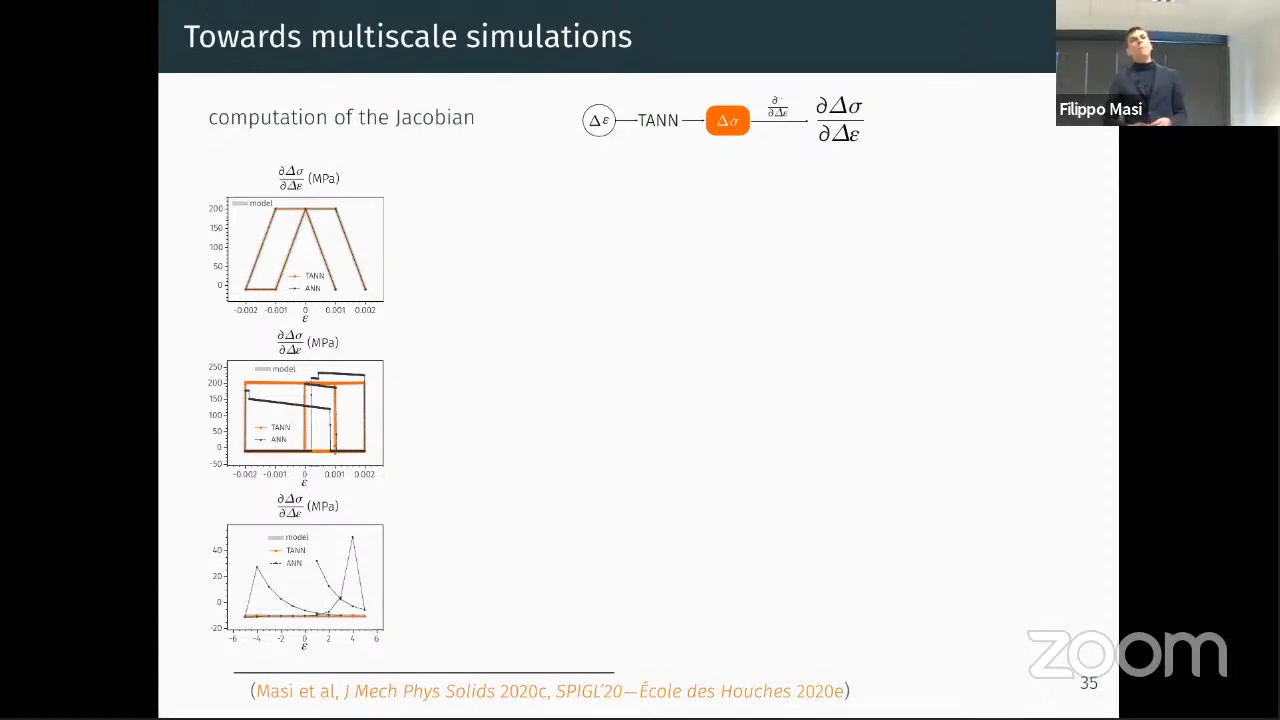 Towards multiscale simulations
Filippo Masi
computation of the Jacobian
Δε TANN Δσ ∂·/∂Δε ∂Δσ/∂Δε
∂Δσ/∂Δε (MPa)
model
200
150
100
50
0
TANN
ANN
-0.002 -0.001 0 0.001 0.002
ε
∂Δσ/∂Δε (MPa)
model
250
200
150
100
50
0
-50
TANN
ANN
-0.002 -0.001 0 0.001 0.002
ε
∂Δσ/∂Δε (MPa)
model
TANN
ANN
40
20
0
-20
-6 -4 -2 0 2 4 6
ε
(Masi et al, J Mech Phys Solids 2020c, SPIGL'20—École des Houches 2020e)
zoom
35